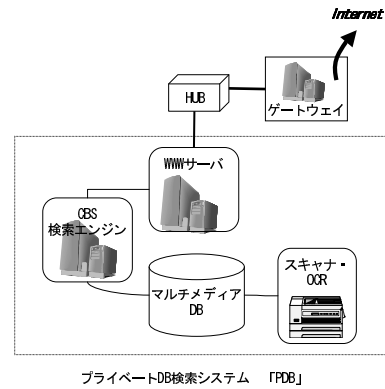 Internet
HUB
ゲートウェイ
WWWサーバ
CBS
検索エンジン
マルチメディア
DB
スキャナ・
OCR
プライベートDB検索システム 「PDB」